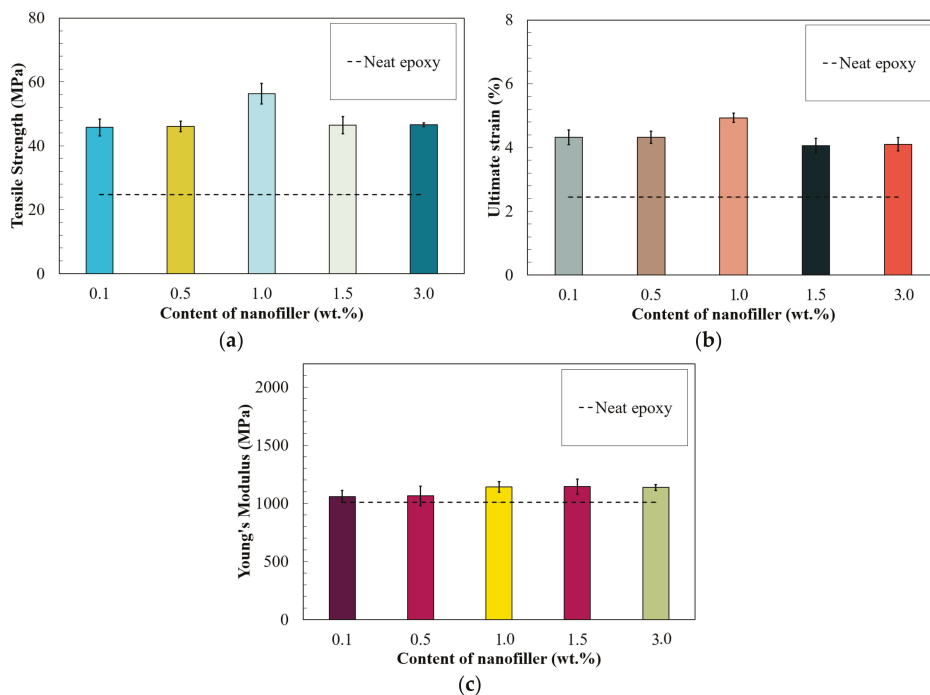 Tensile Strength (MPa)
80
60
40
20
0
Neat epoxy
0.1 0.5 1.0 1.5 3.0
Content of nanofiller (wt.%)
(a)
Ultimate strain (%)
8
6
4
2
0
Neat epoxy
0.1 0.5 1.0 1.5 3.0
Content of nanofiller (wt.%)
(b)
Young's Modulus (MPa)
2000
1500
1000
500
0
Neat epoxy
0.1 0.5 1.0 1.5 3.0
Content of nanofiller (wt.%)
(c)